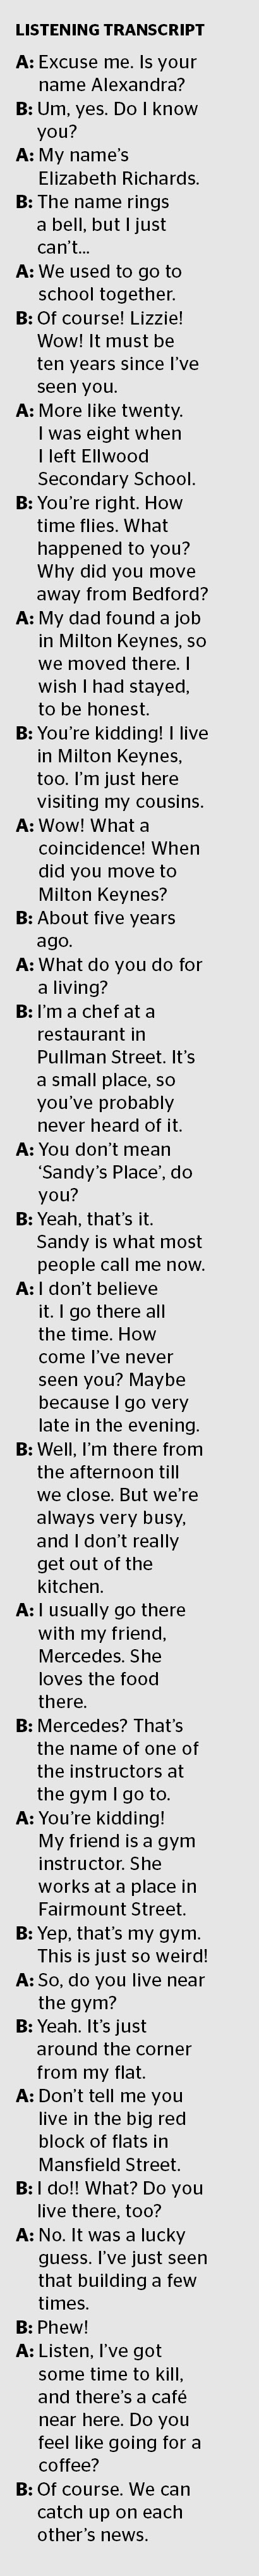 LISTENING TRANSCRIPT
A: Excuse me. Is your
name Alexandra?
B: Um, yes. Do I know
you?
A: My name’s
Elizabeth Richards.
B: The name rings
a bell, but I just
can’t...
A: We used to go to
school together.
B: Of course! Lizzie!
Wow! It must be
ten years since I’ve
seen you.
A: More like twenty.
I was eight when
I left Ellwood
Secondary School.
B: You’re right. How
time flies. What
happened to you?
Why did you move
away from Bedford?
A: My dad found a job
in Milton Keynes, so
we moved there. I
wish I had stayed,
to be honest.
B: You’re kidding! I live
in Milton Keynes,
too. I’m just here
visiting my cousins.
A: Wow! What a
coincidence! When
did you move to
Milton Keynes?
B: About five years
ago.
A: What do you do for
a living?
B: I’m a chef at a
restaurant in
Pullman Street. It’s
a small place, so
you’ve probably
never heard of it.
A: You don’t mean
‘Sandy’s Place’, do
you?
B: Yeah, that’s it.
Sandy is what most
people call me now.
A: I don’t believe
it. I go there all
the time. How
come I’ve never
seen you? Maybe
because I go very
late in the evening.
B: Well, I’m there from
the afternoon till
we close. But we’re
always very busy,
and I don’t really
get out of the
kitchen.
A: I usually go there
with my friend,
Mercedes. She
loves the food
there.
B: Mercedes? That’s
the name of one of
the instructors at
the gym I go to.
A: You’re kidding!
My friend is a gym
instructor. She
works at a place in
Fairmount Street.
B: Yep, that’s my gym.
This is just so weird!
A: So, do you live near
the gym?
B: Yeah. It’s just
around the corner
from my flat.
A: Don’t tell me you
live in the big red
block of flats in
Mansfield Street.
B: I do!! What? Do you
live there, too?
A: No. It was a lucky
guess. I’ve just seen
that building a few
times.
B: Phew!
A: Listen, I’ve got
some time to kill,
and there’s a café
near here. Do you
feel like going for a
coffee?
B: Of course. We can
catch up on each
other’s news.